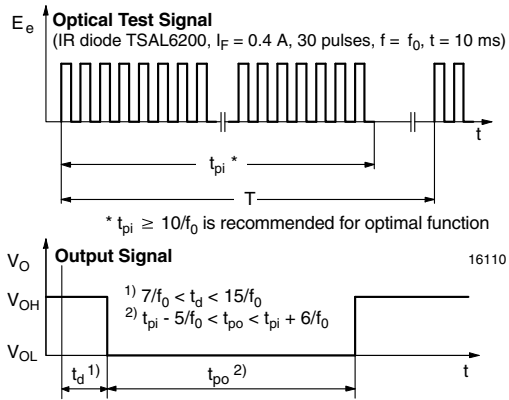 E_e
Optical Test Signal
(IR diode TSAL6200, I_F = 0.4 A, 30 pulses, f = f_0, t = 10 ms)
t
t_pi *
T
* t_pi ≥ 10/f_0 is recommended for optimal function
V_O
Output Signal
16110
V_OH
1) 7/f_0 < t_d < 15/f_0
2) t_pi - 5/f_0 < t_po < t_pi + 6/f_0
V_OL
t_d 1)
t_po 2)
t